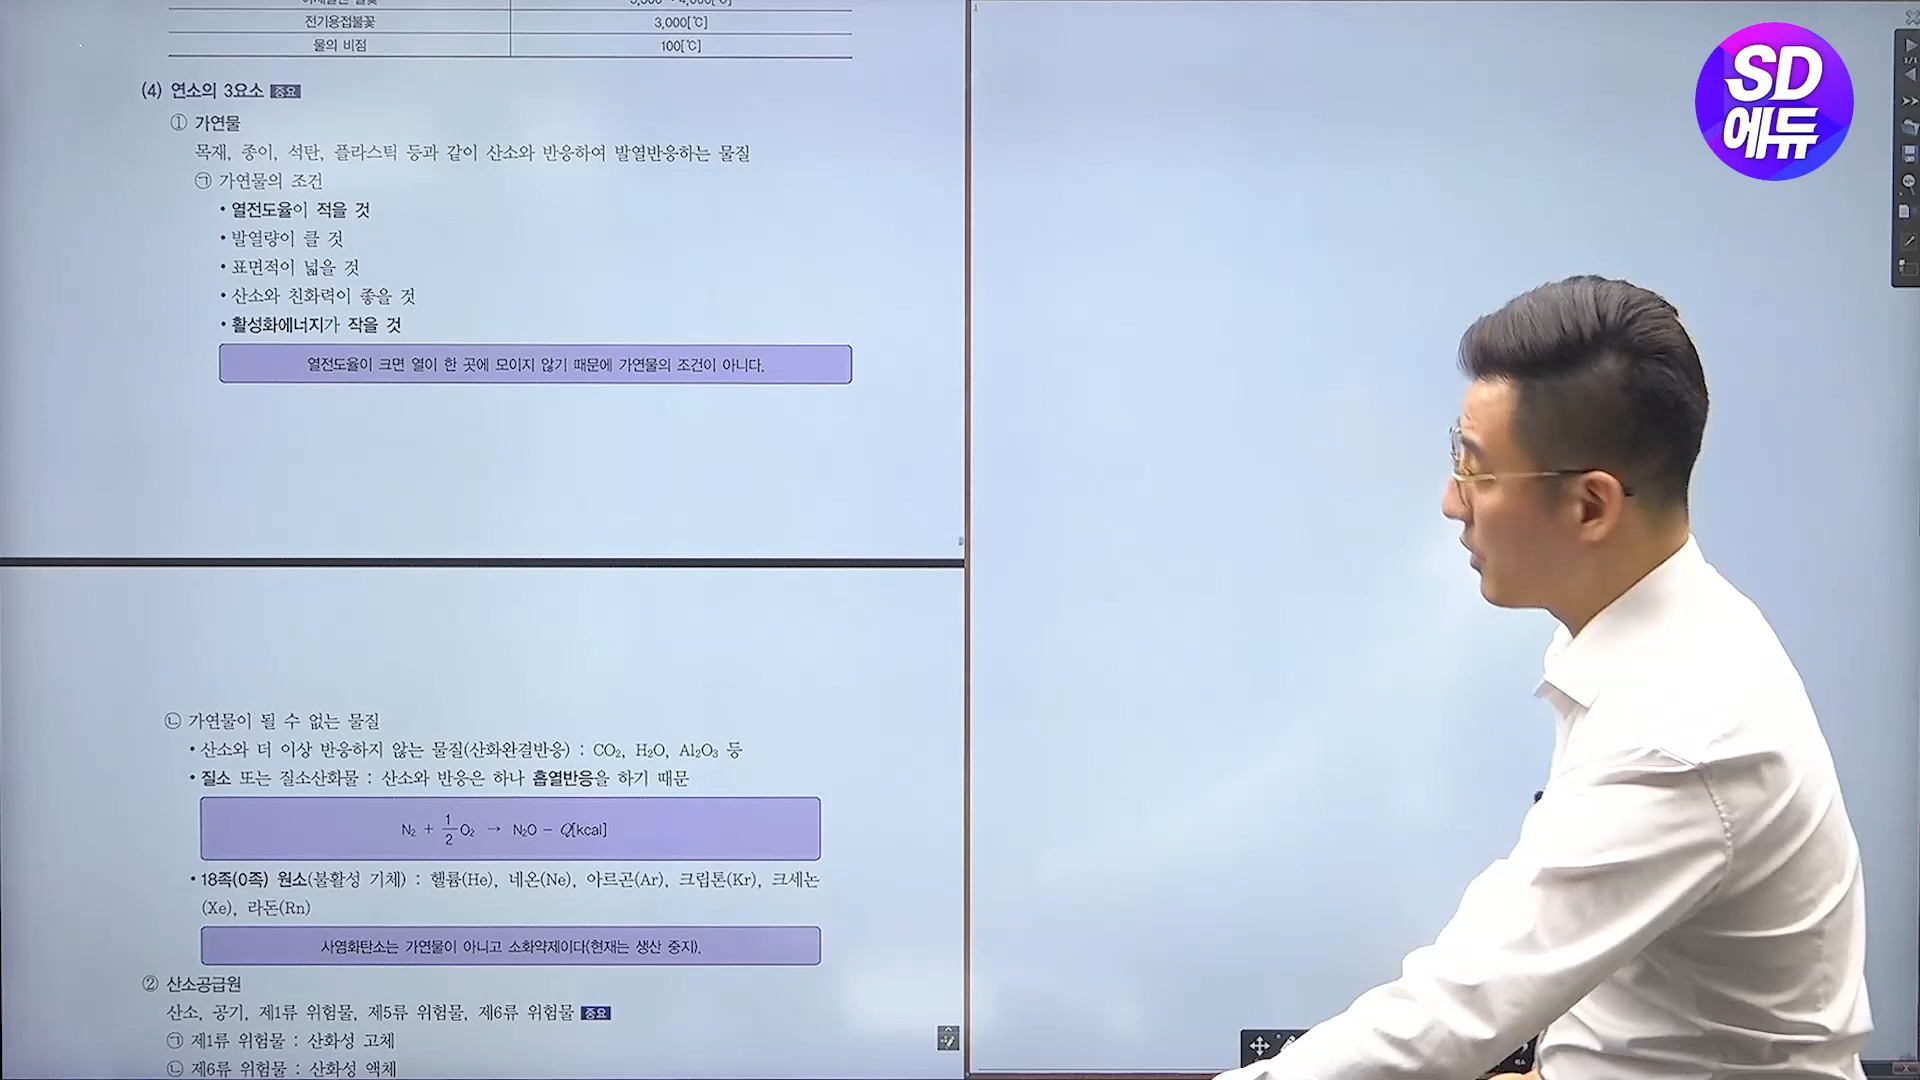 전기용접불꽃 3,000[℃]
물의 비점 100[℃]
(4) 연소의 3요소 중요
① 가연물
목재, 종이, 석탄, 플라스틱 등과 같이 산소와 반응하여 발열반응하는 물질
㉠ 가연물의 조건
• 열전도율이 적을 것
• 발열량이 클 것
• 표면적이 넓을 것
• 산소와 친화력이 좋을 것
• 활성화에너지가 작을 것
열전도율이 크면 열이 한 곳에 모이지 않기 때문에 가연물의 조건이 아니다.
㉡ 가연물이 될 수 없는 물질
• 산소와 더 이상 반응하지 않는 물질(산화완결반응) : CO₂, H₂O, Al₂O₃ 등
• 질소 또는 질소산화물 : 산소와 반응은 하나 흡열반응을 하기 때문
N₂ + 1/2 O₂ → N₂O − Q[kcal]
• 18족(0족) 원소(불활성 기체) : 헬륨(He), 네온(Ne), 아르곤(Ar), 크립톤(Kr), 크세논
(Xe), 라돈(Rn)
사염화탄소는 가연물이 아니고 소화약제이다(현재는 생산 중지).
② 산소공급원
산소, 공기, 제1류 위험물, 제5류 위험물, 제6류 위험물 중요
㉠ 제1류 위험물 : 산화성 고체
㉡ 제6류 위험물 : 산화성 액체
SD
에듀